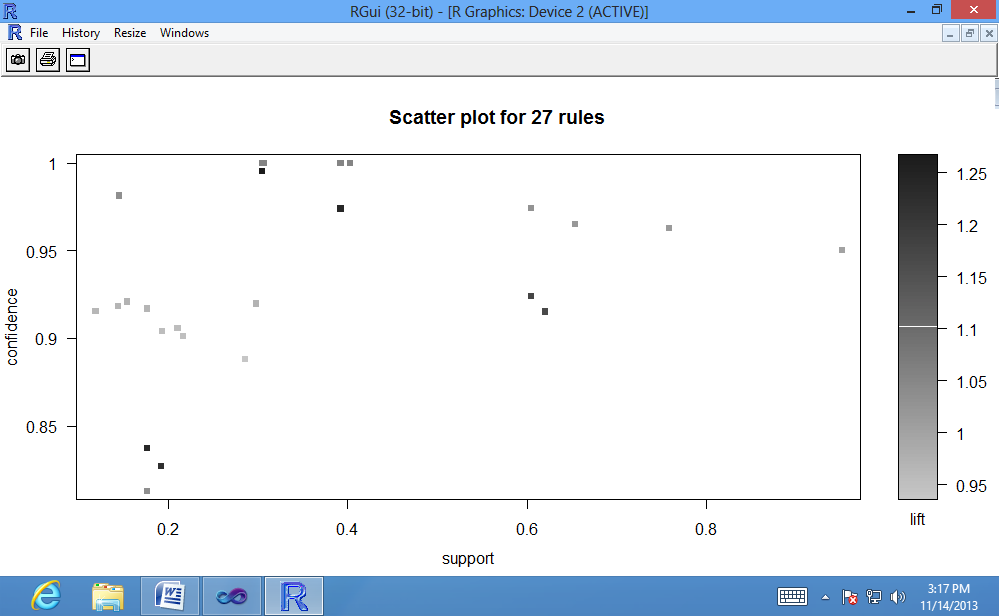 RGui (32-bit) - [R Graphics: Device 2 (ACTIVE)]
File History Resize Windows
Scatter plot for 27 rules
1
0.95
0.9
0.85
confidence
0.2 0.4 0.6 0.8
support
1.25
1.2
1.15
1.1
1.05
1
0.95
lift
3:17 PM
11/14/2013